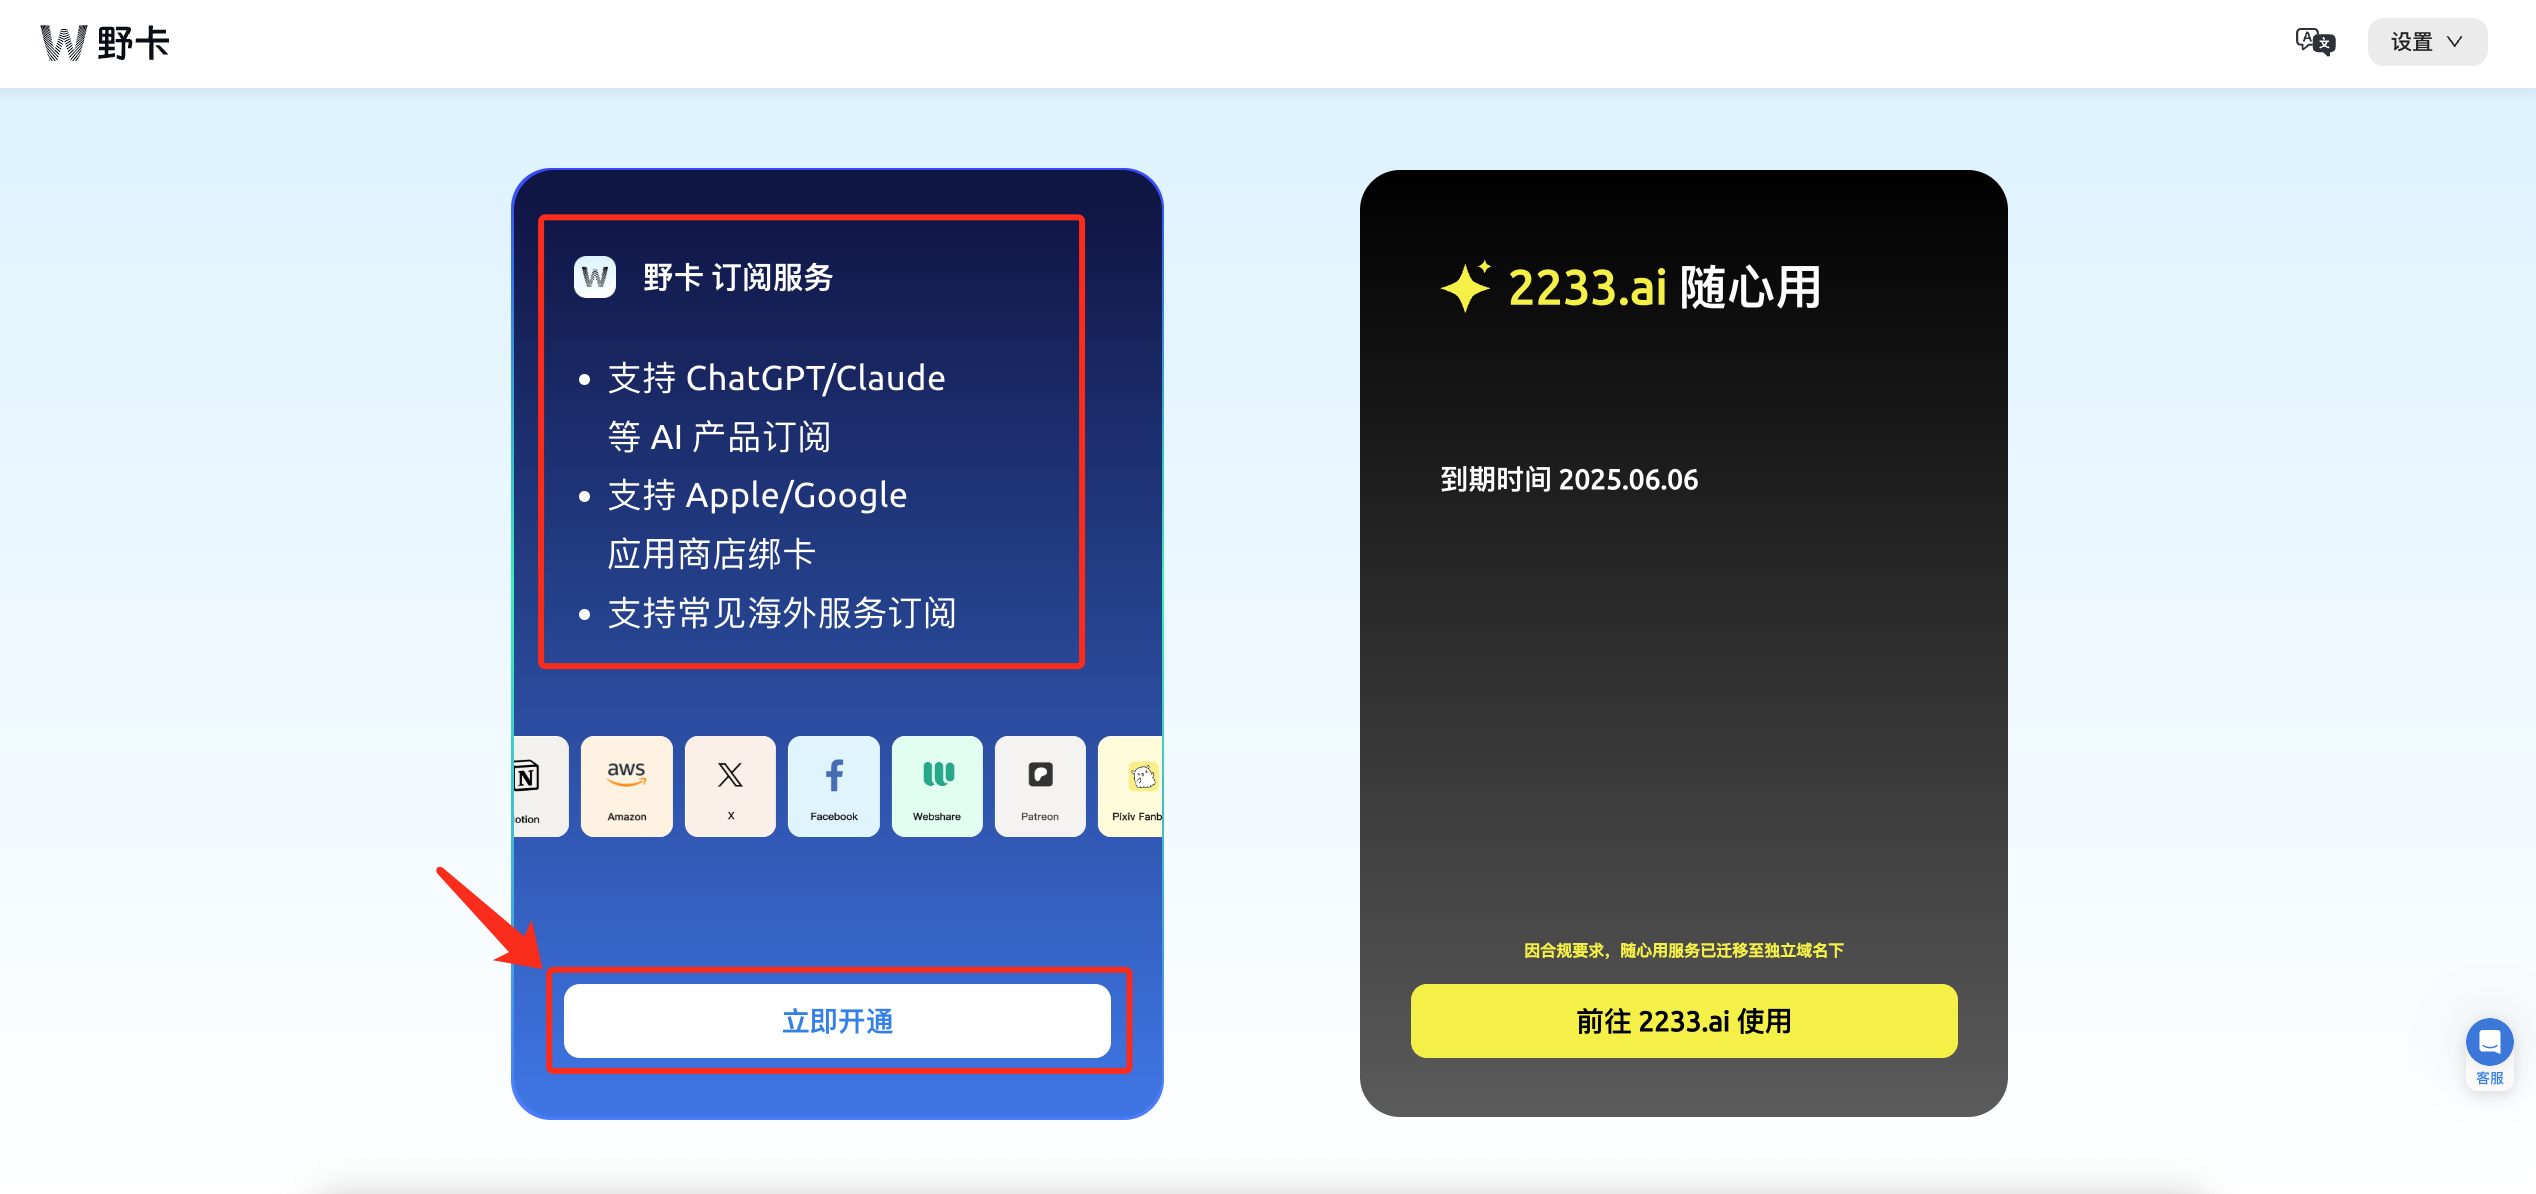 野卡
设置
野卡 订阅服务
支持 ChatGPT/Claude
等 AI 产品订阅
支持 Apple/Google
应用商店绑卡
支持常见海外服务订阅
otion
aws
Amazon
X
Facebook
Webshare
Patreon
Pixiv Fanb
立即开通
2233.ai 随心用
到期时间 2025.06.06
因合规要求，随心用服务已迁移至独立域名下
前往 2233.ai 使用
客服